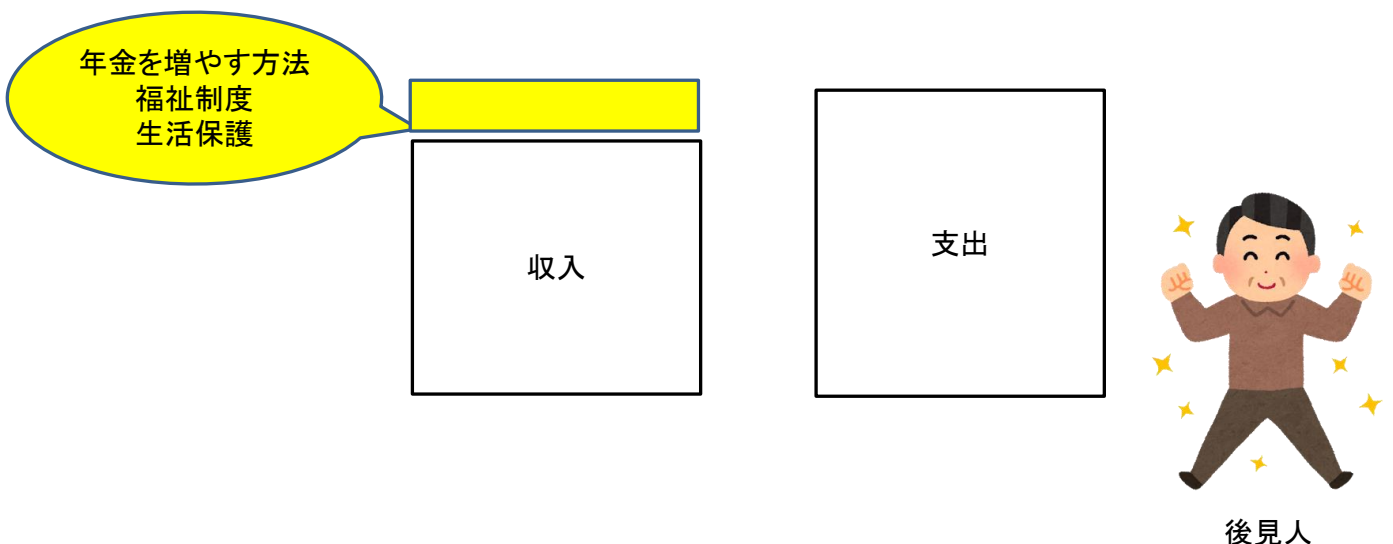 年金を増やす方法
福祉制度
生活保護
収入
支出
後見人